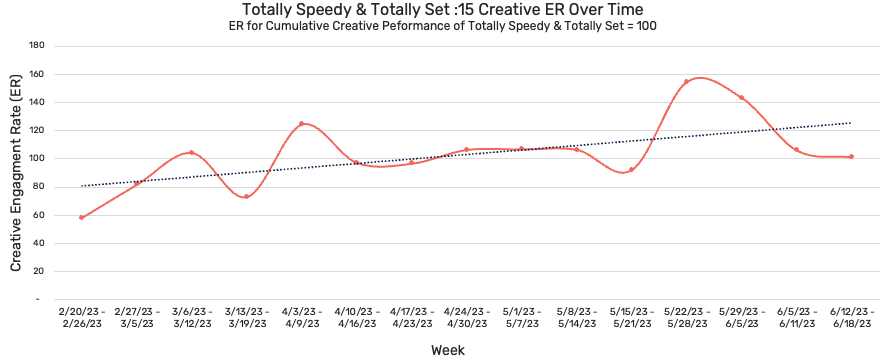 Totally Speedy & Totally Set :15 Creative ER Over Time
ER for Cumulative Creative Peformance of Totally Speedy & Totally Set = 100
Creative Engagment Rate (ER)
180
160
140
120
100
80
60
40
20
-
2/20/23 - 2/27/23 - 3/6/23 - 3/13/23 - 4/3/23 - 4/10/23 - 4/17/23 - 4/24/23 - 5/1/23 - 5/8/23 - 5/15/23 - 5/22/23 - 5/29/23 - 6/5/23 - 6/12/23 -
2/26/23 3/5/23 3/12/23 3/19/23 4/9/23 4/16/23 4/23/23 4/30/23 5/7/23 5/14/23 5/21/23 5/28/23 6/5/23 6/11/23 6/18/23
Week